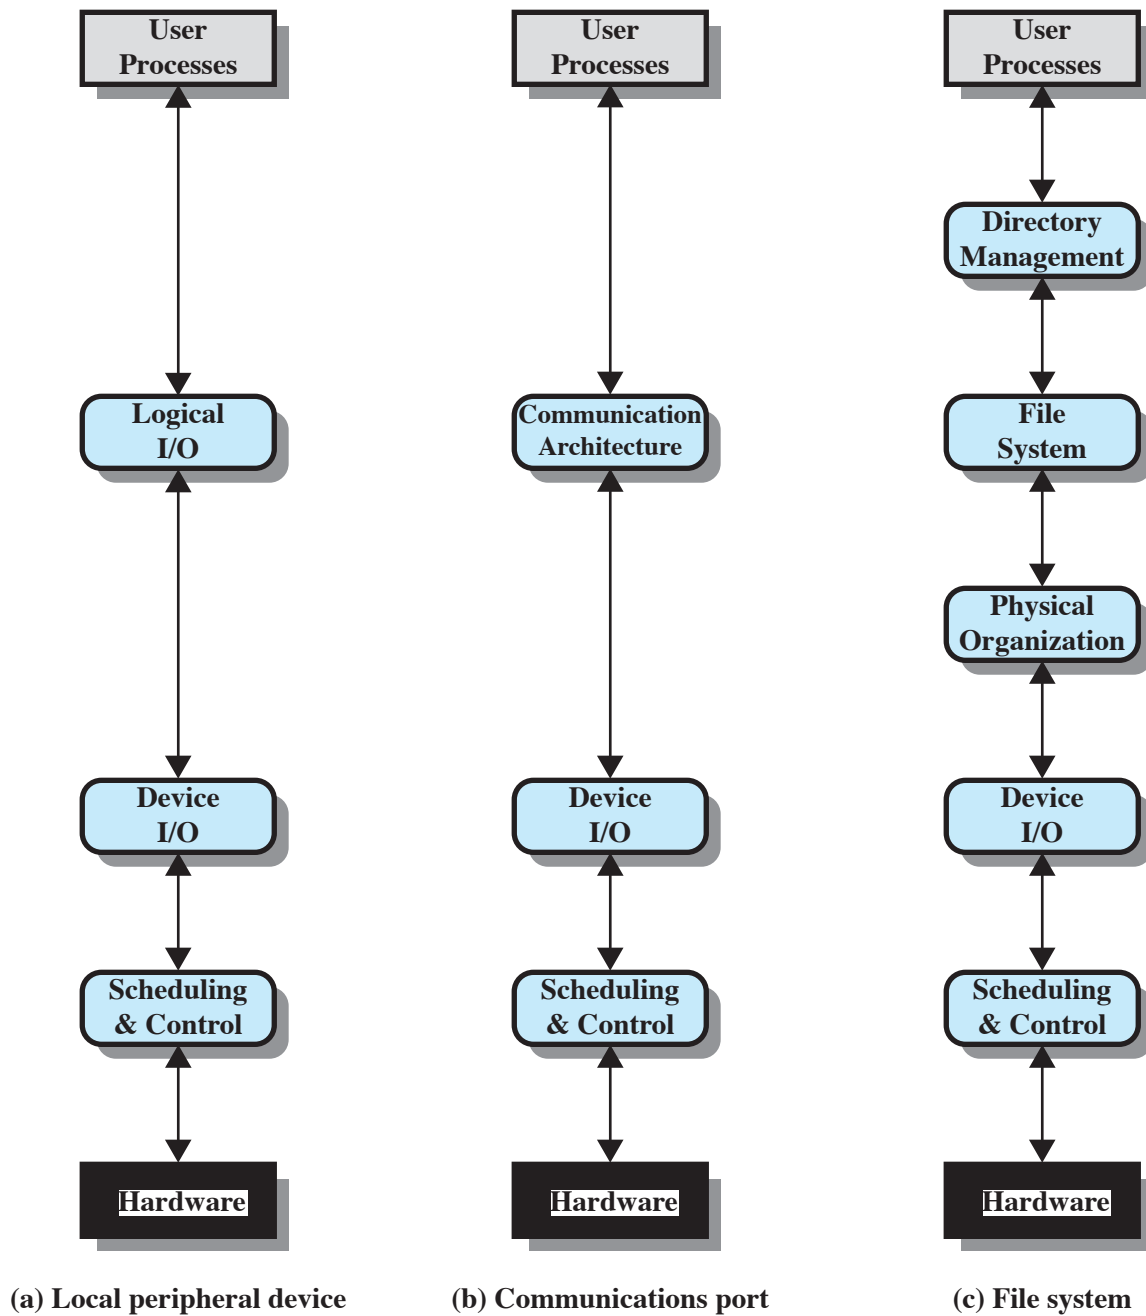 User
Processes
Logical
I/O
Device
I/O
Scheduling
& Control
Hardware
(a) Local peripheral device
User
Processes
Communication
Architecture
Device
I/O
Scheduling
& Control
Hardware
(b) Communications port
User
Processes
Directory
Management
File
System
Physical
Organization
Device
I/O
Scheduling
& Control
Hardware
(c) File system